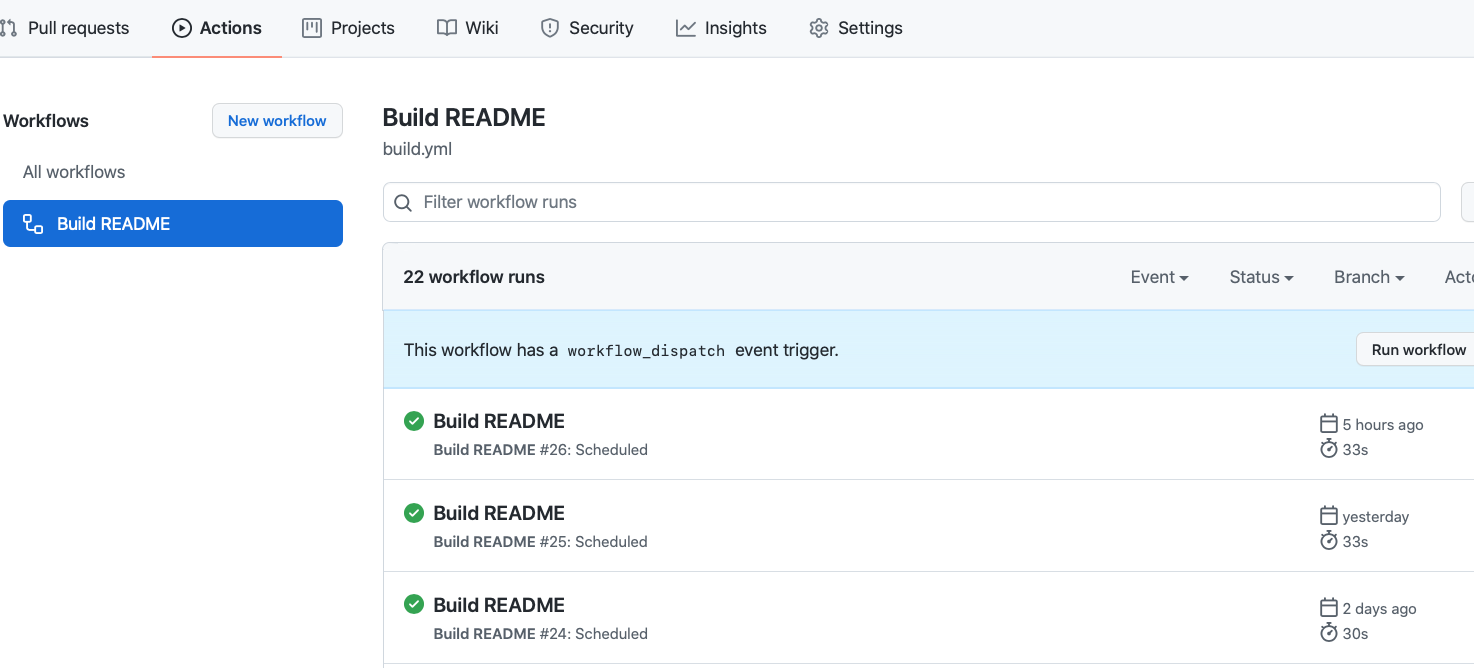 Pull requests Actions Projects Wiki Security Insights Settings
Workflows New workflow
All workflows
Build README
Build README
build.yml
Filter workflow runs
22 workflow runs Event Status Branch
This workflow has a workflow_dispatch event trigger. Run workflow
Build README
Build README #26: Scheduled
5 hours ago
33s
Build README
Build README #25: Scheduled
yesterday
33s
Build README
Build README #24: Scheduled
2 days ago
30s